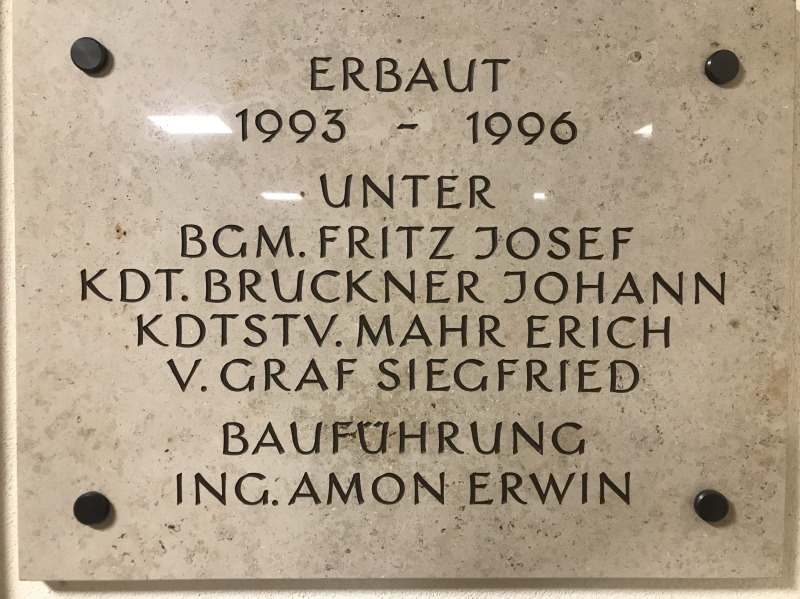 ERBAUT
1993 - 1996
UNTER
BGM. FRITZ JOSEF
KDT. BRUCKNER JOHANN
KDTSTV. MAHR ERICH
V. GRAF SIEGFRIED
BAUFÜHRUNG
ING. AMON ERWIN